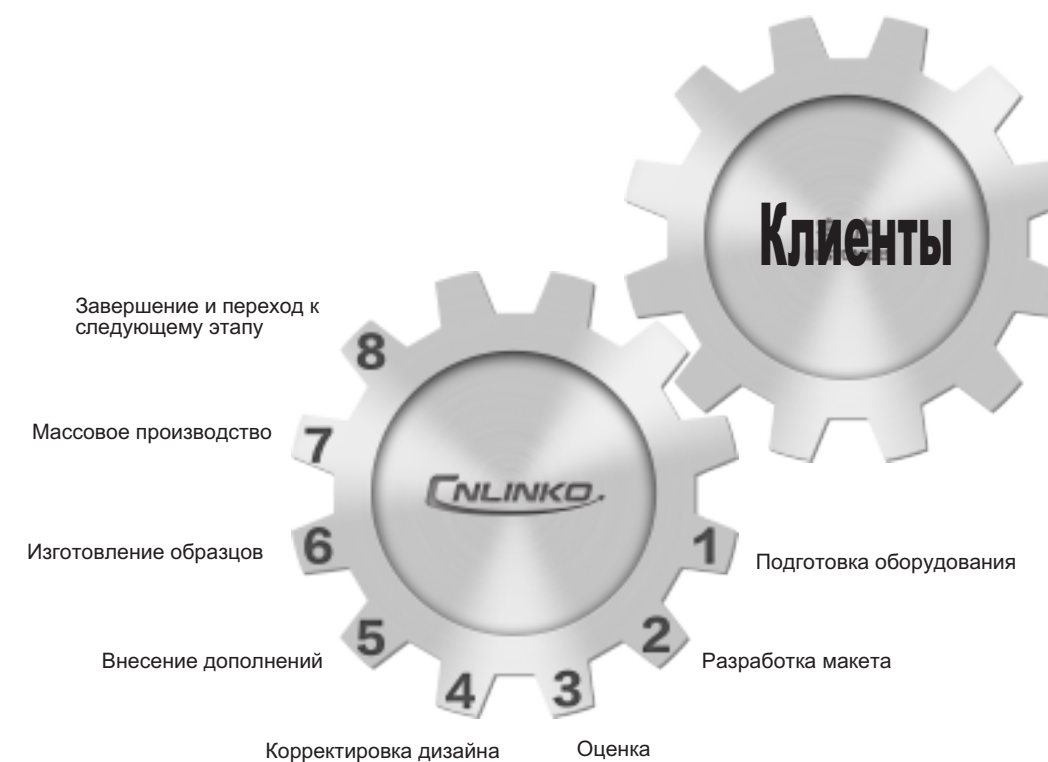 Клиенты
Завершение и переход к
следующему этапу
8
Массовое производство
7
CNLINKO
Изготовление образцов
6
1
Подготовка оборудования
5
2
Внесение дополнений
Разработка макета
4
3
Корректировка дизайна
Оценка